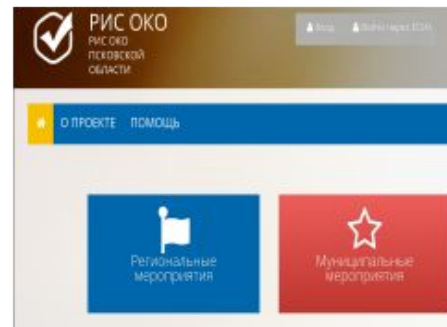 РИС ОКО
РИС ОКО
ПСКОВСКОЙ
ОБЛАСТИ
Вход
Войти через ЕСИА
О ПРОЕКТЕ ПОМОЩЬ
Региональные
мероприятия
Муниципальные
мероприятия